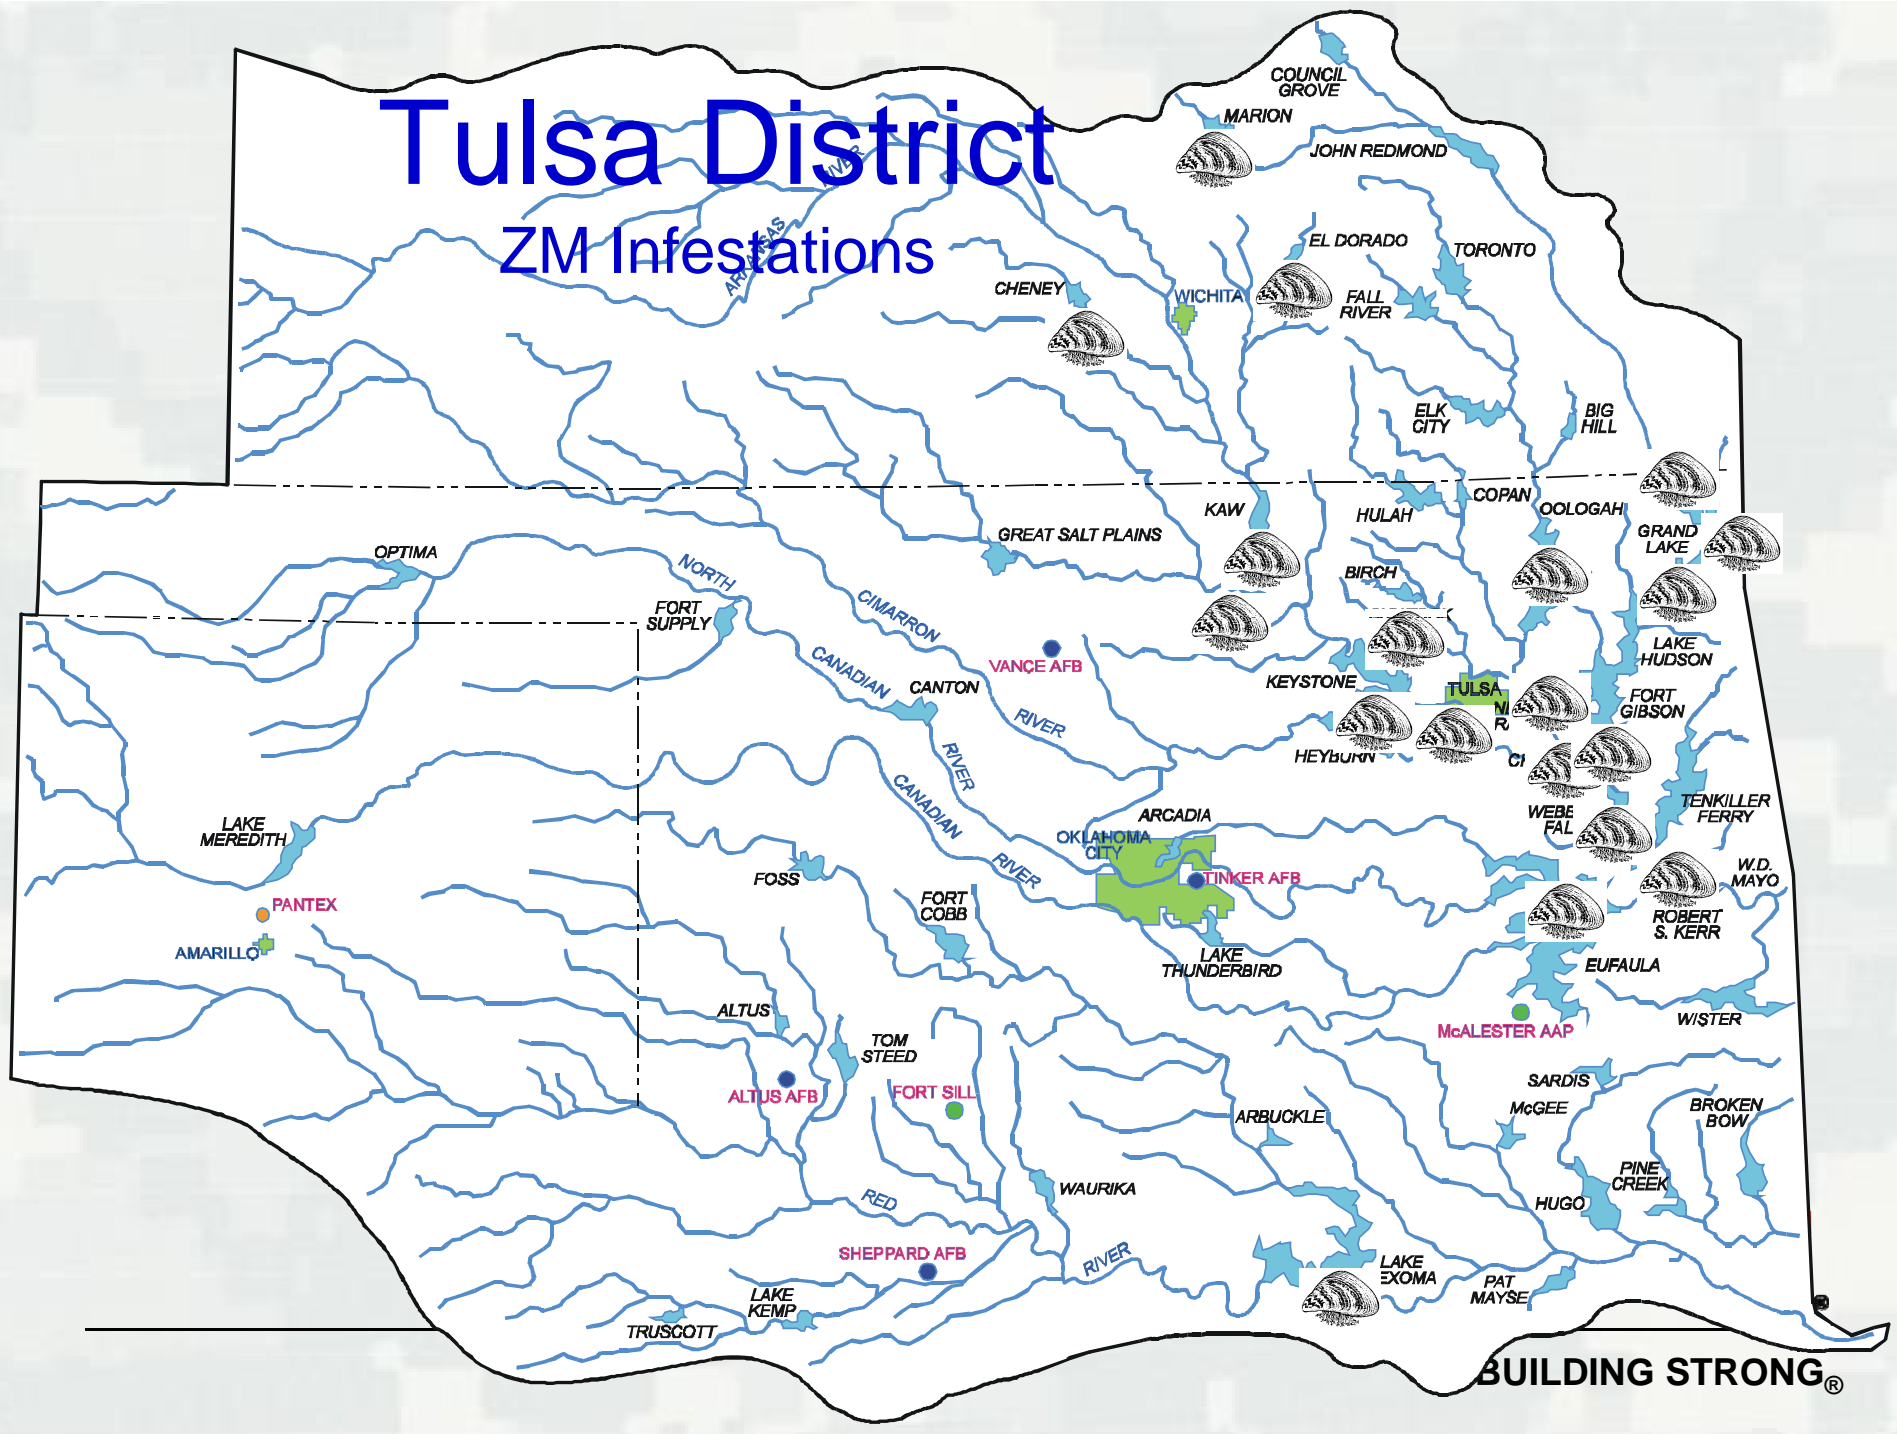 Tulsa District
ZM Infestations
COUNCIL
GROVE
MARION
JOHN REDMOND
RIVER
ARKANSAS
EL DORADO
TORONTO
CHENEY
WICHITA
FALL
RIVER
ELK
CITY
BIG
HILL
KAW
HULAH
COPAN
OOLOGAH
GREAT SALT PLAINS
GRAND
LAKE
OPTIMA
NORTH
BIRCH
CIMARRON
FORT
SUPPLY
VANCE AFB
LAKE
HUDSON
CANADIAN
CANTON
KEYSTONE
TULSA
FORT
GIBSON
RIVER
HEYBURN
RIVER
CANADIAN
TENKILLER
FERRY
LAKE
MEREDITH
ARCADIA
WEBB
FAL
OKLAHOMA
CITY
RIVER
FOSS
TINKER AFB
W.D.
MAYO
PANTEX
FORT
COBB
ROBERT
S. KERR
AMARILLO
LAKE
THUNDERBIRD
EUFAULA
ALTUS
WISTER
McALESTER AAP
TOM
STEED
SARDIS
ALTUS AFB
FORT SILL
McGEE
BROKEN
BOW
ARBUCKLE
PINE
CREEK
WAURIKA
HUGO
RED
SHEPPARD AFB
RIVER
LAKE
EXOMA
PAT
MAYSE
LAKE
KEMP
TRUSCOTT
BUILDING STRONG®